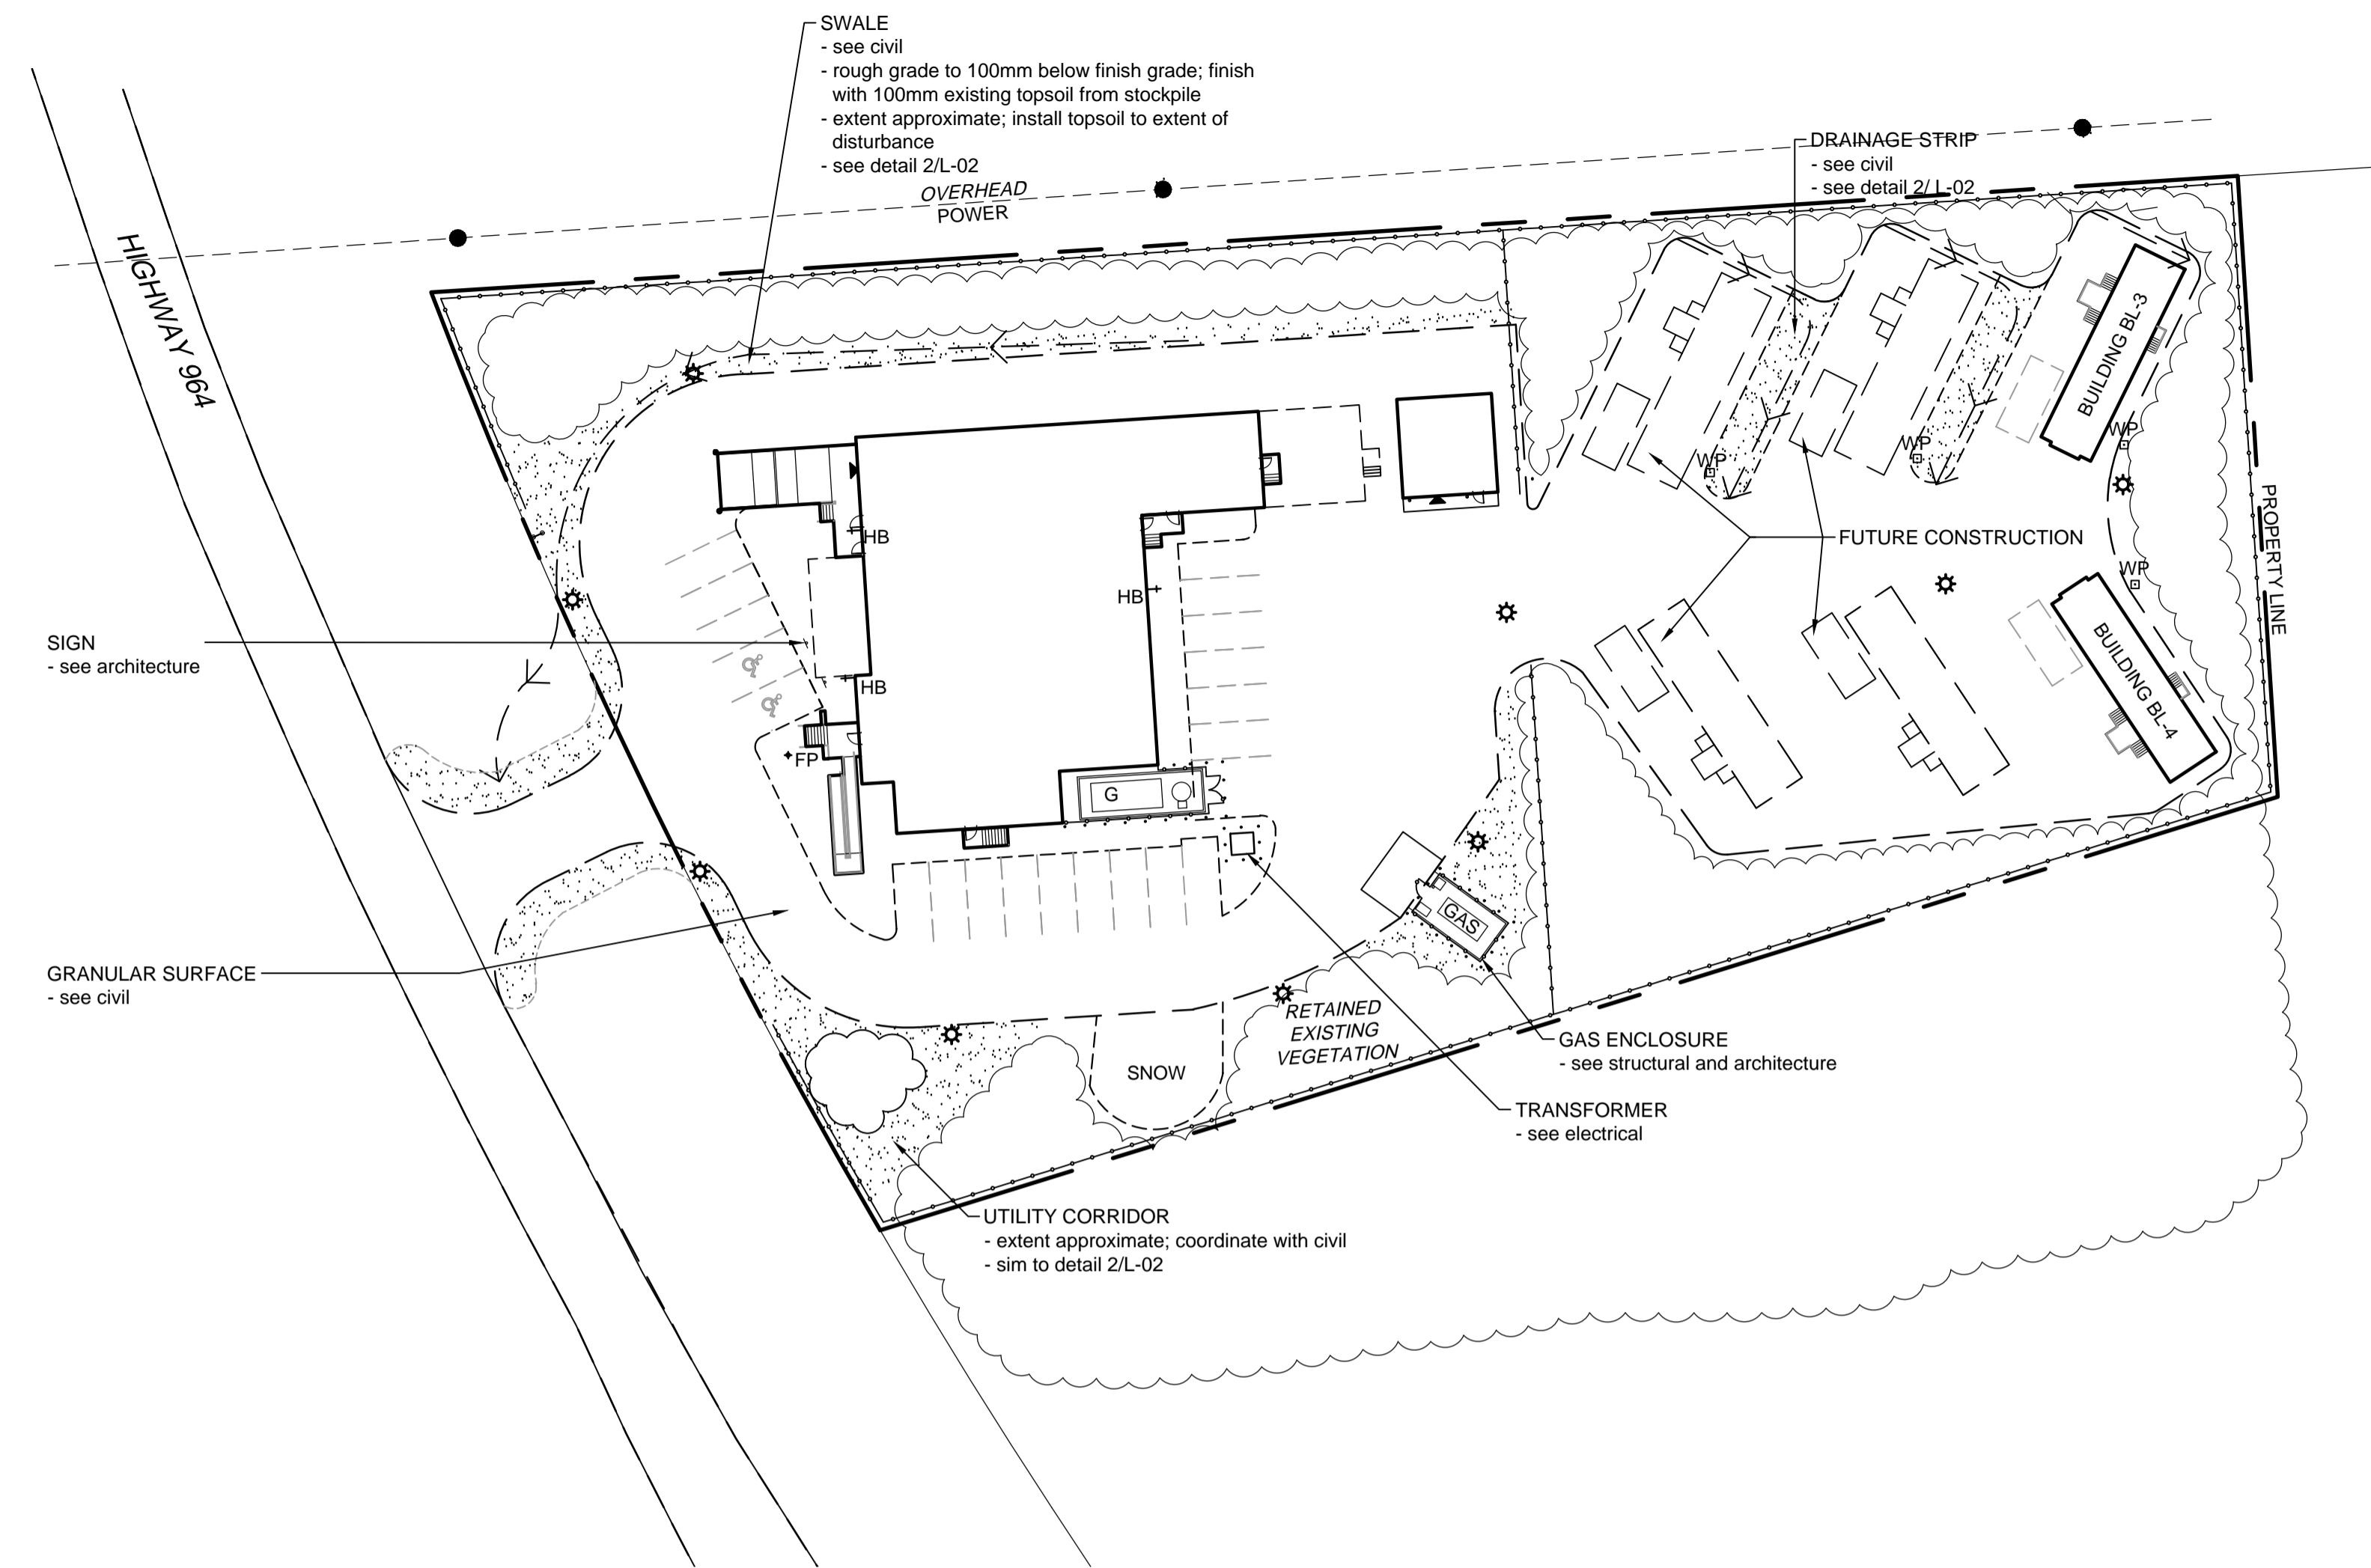 SWALE
- see civil
- rough grade to 100mm below finish grade; finish
with 100mm existing topsoil from stockpile
- extent approximate; install topsoil to extent of
disturbance
- see detail 2/L-02
DRAINAGE STRIP
- see civil
- see detail 2/ L-02
OVERHEAD
POWER
HIGHWAY 964
BUILDING BL-3
WP
WP
WP
PROPERTY LINE
HB
FUTURE CONSTRUCTION
WP
HB
SIGN
- see architecture
HB
BUILDING BL-4
FP
G
GAS
GRANULAR SURFACE
- see civil
RETAINED
EXISTING
VEGETATION
SNOW
GAS ENCLOSURE
- see structural and architecture
TRANSFORMER
- see electrical
UTILITY CORRIDOR
- extent approximate; coordinate with civil
- sim to detail 2/L-02